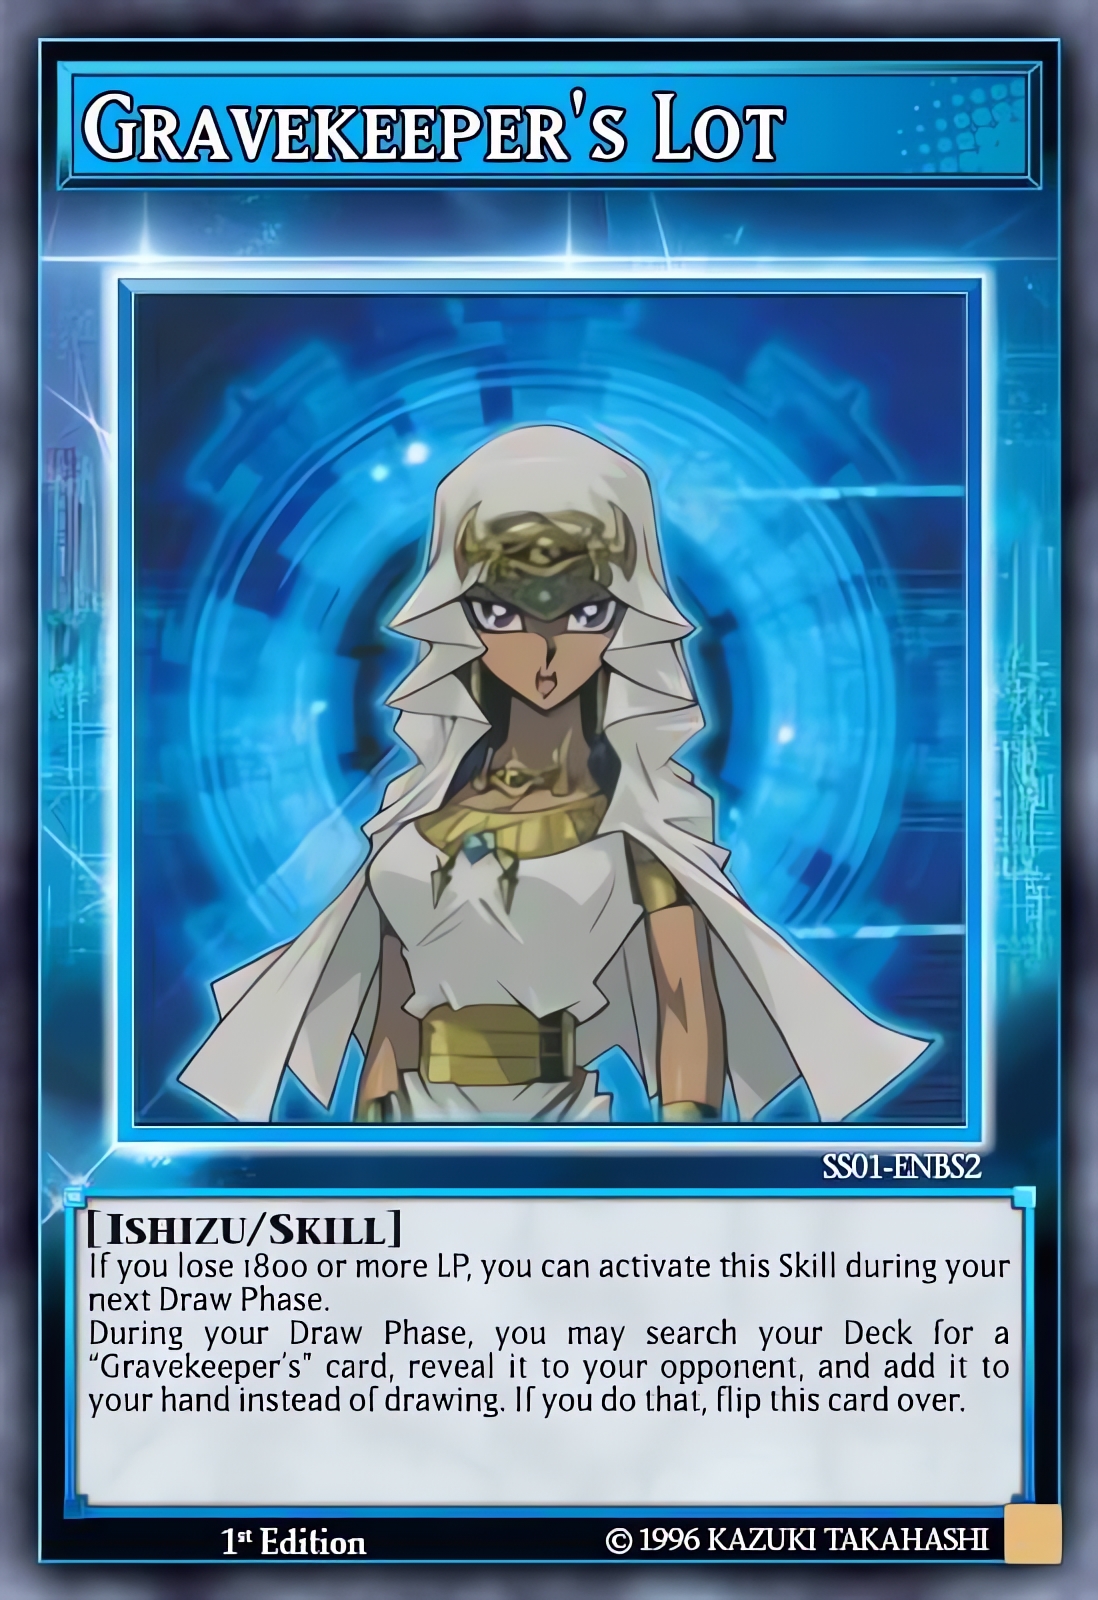 GRAVEKEEPER'S LOT
SS01-ENBS2
[ISHIZU/SKILL]
If you lose 1800 or more LP, you can activate this Skill during your
next Draw Phase.
During your Draw Phase, you may search your Deck for a
“Gravekeeper’s" card, reveal it to your opponent, and add it to
your hand instead of drawing. If you do that, flip this card over.
1st Edition
© 1996 KAZUKI TAKAHASHI